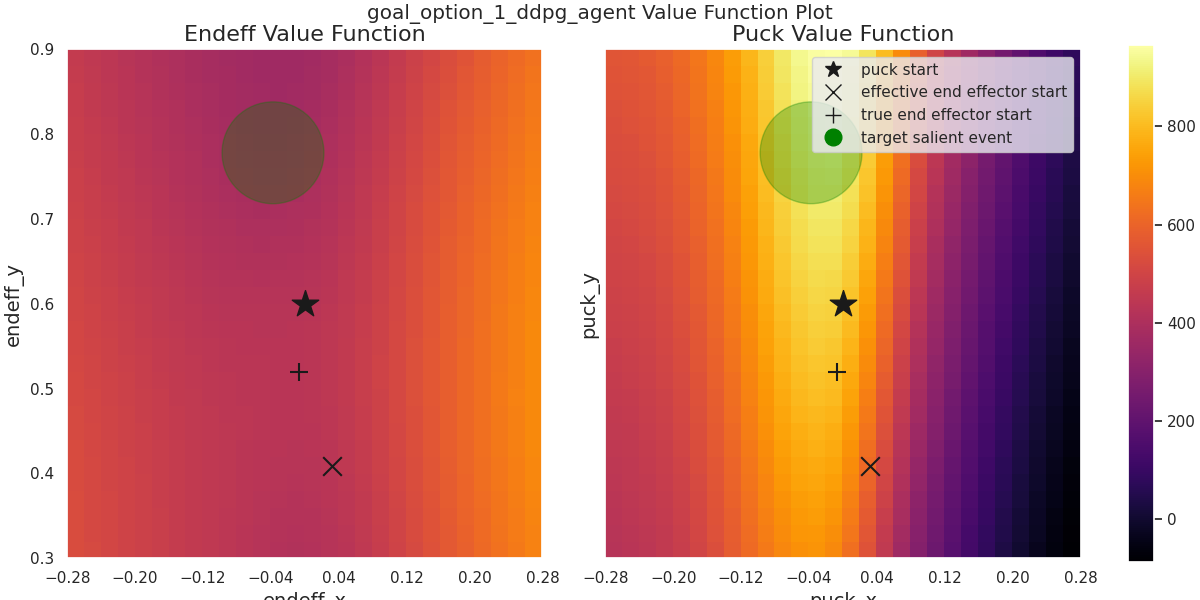 goal_option_1_ddpg_agent Value Function Plot
Endeff Value Function
Puck Value Function
puck start
effective end effector start
true end effector start
target salient event
endeff_y
0.9
0.8
0.7
0.6
0.5
0.4
0.3
−0.28 −0.20 −0.12 −0.04 0.04 0.12 0.20 0.28
endeff_x
puck_y
−0.28 −0.20 −0.12 −0.04 0.04 0.12 0.20 0.28
puck_x
800
600
400
200
0